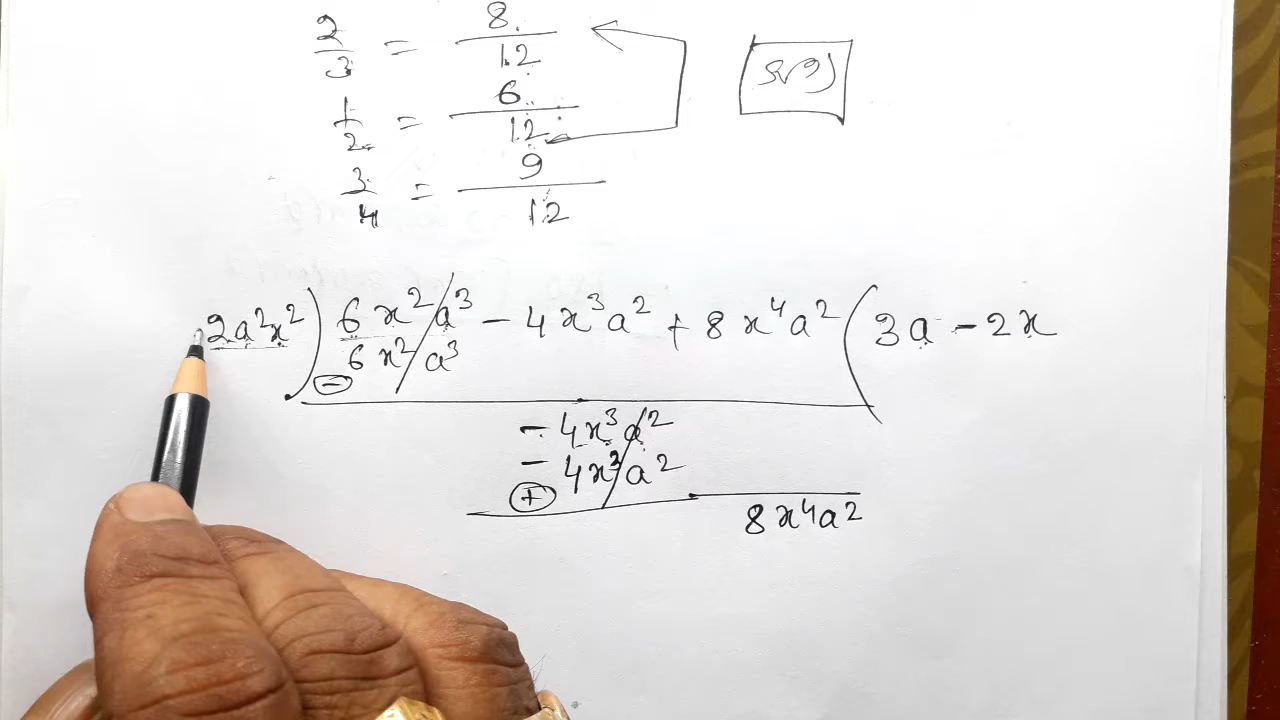 2/3 = 8/12
1/2 = 6/12
3/4 = 9/12
2a²x² ) 6x²a³ - 4x³a² + 8x⁴a² ( 3a - 2x
6x²a³
(-)
- 4x³a²
- 4x³a²
(+)
8x⁴a²